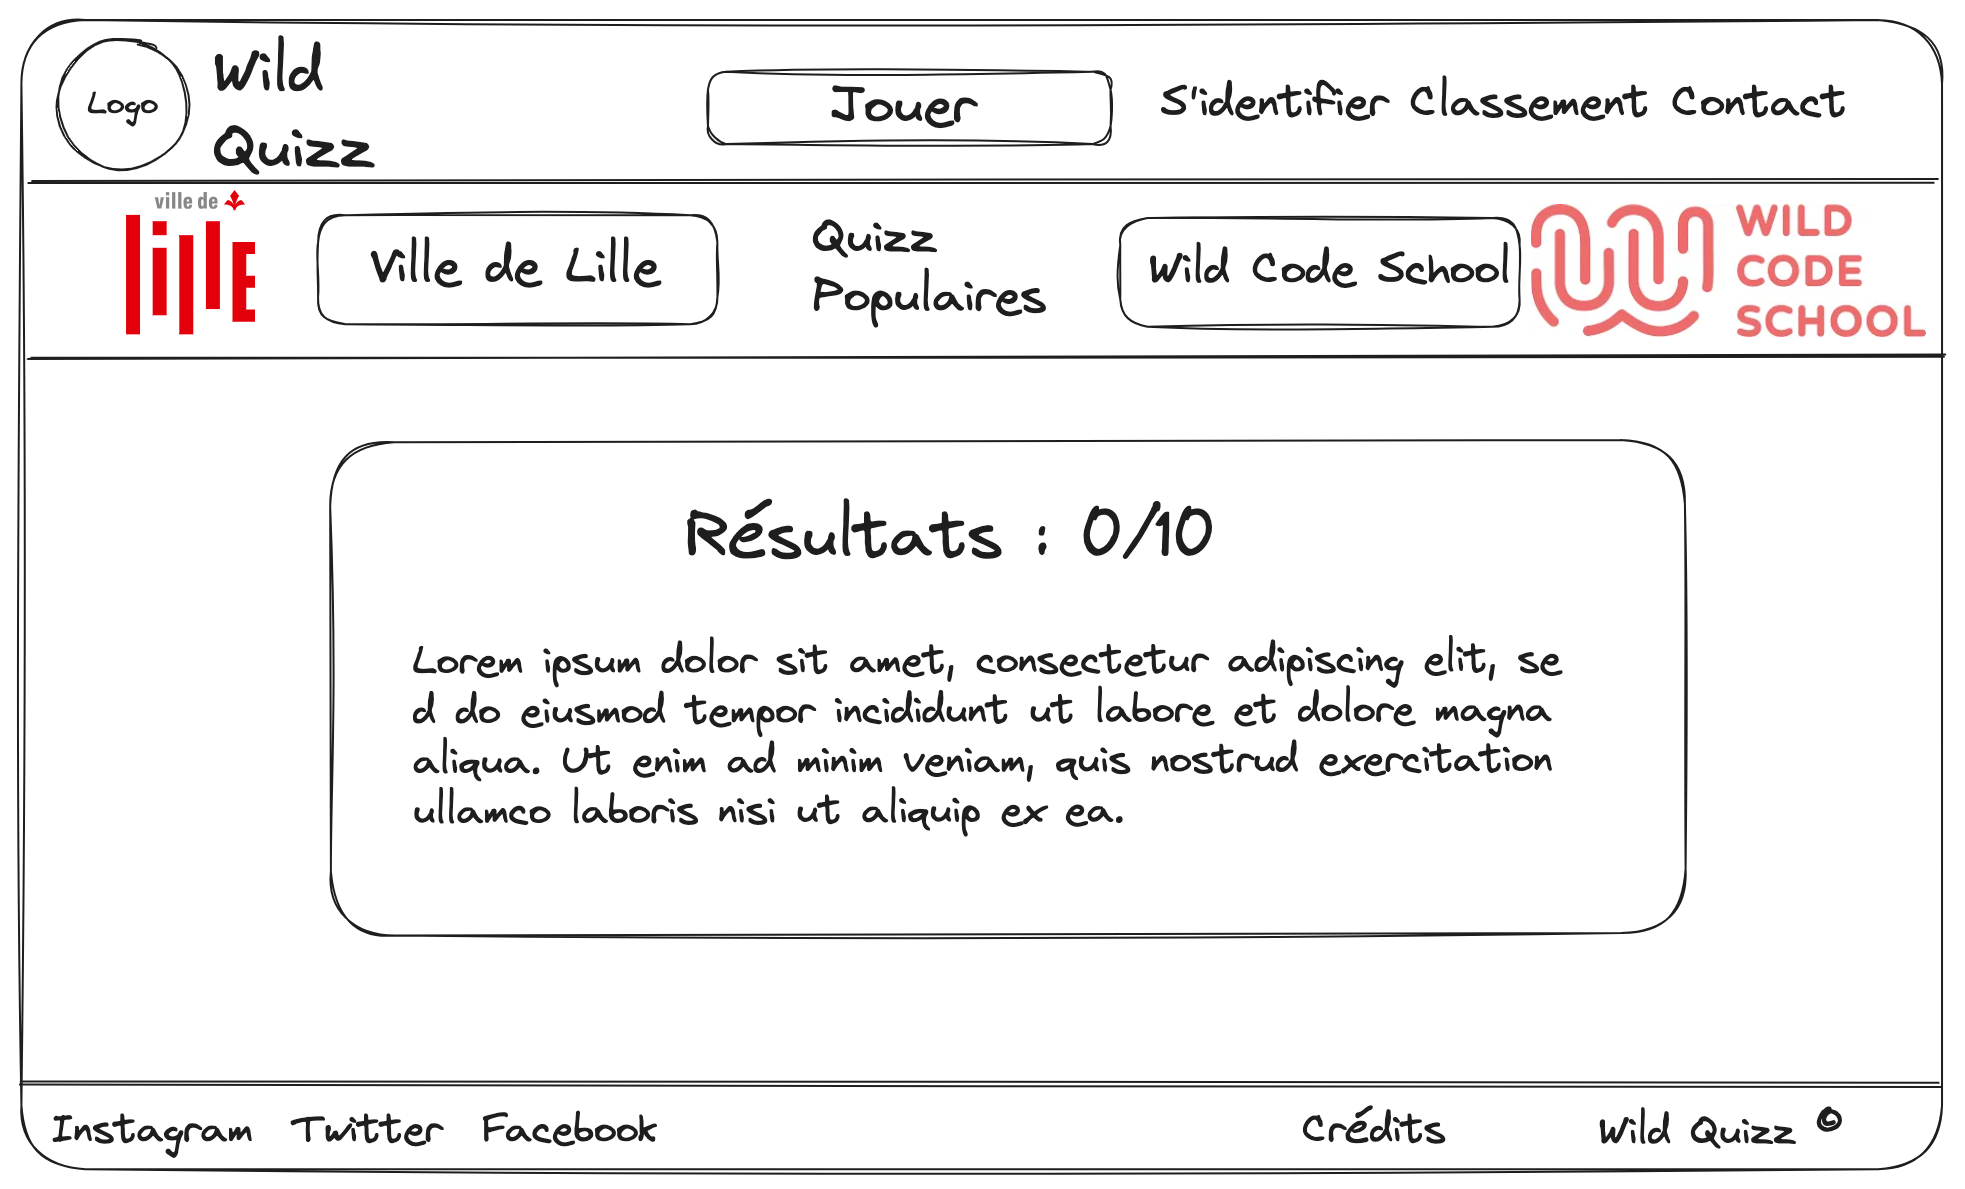 Logo
Wild
Quizz
Jouer
S'identifier Classement Contact
ville de
lille
Ville de Lille
Quizz
Populaires
Wild Code School
WILD
CODE
SCHOOL
Résultats : 0/10
Lorem ipsum dolor sit amet, consectetur adipiscing elit, se
d do eiusmod tempor incididunt ut labore et dolore magna
aliqua. Ut enim ad minim veniam, quis nostrud exercitation
ullamco laboris nisi ut aliquip ex ea.
Instagram Twitter Facebook
Crédits
Wild Quizz ©